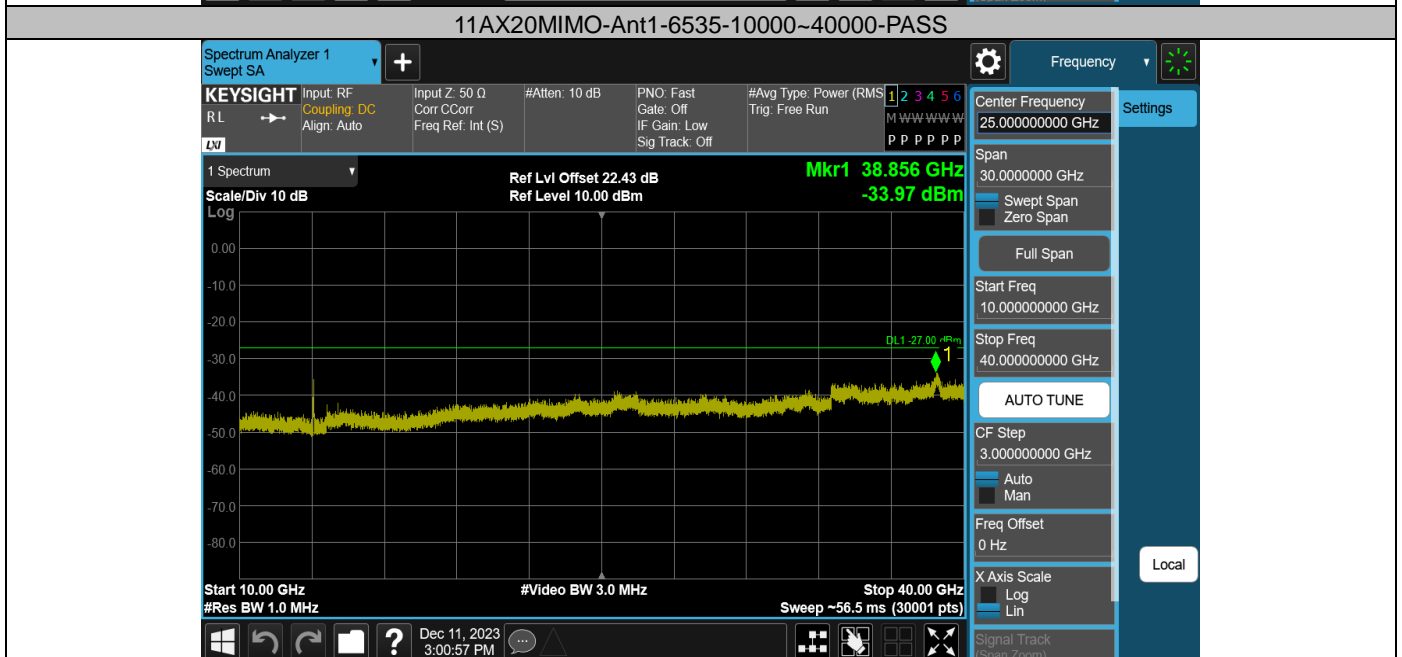 11AX20MIMO-Ant1-6535-10000~40000-PASS
Spectrum Analyzer 1
Swept SA
Frequency
KEYSIGHT
R L
LXI
Input: RF
Coupling: DC
Align: Auto
Input Z: 50 Ω
Corr CCorr
Freq Ref: Int (S)
#Atten: 10 dB
PNO: Fast
Gate: Off
IF Gain: Low
Sig Track: Off
#Avg Type: Power (RMS
Trig: Free Run
1 2 3 4 5 6
M W W W W W
P P P P P P
1 Spectrum
Scale/Div 10 dB
Log
Ref Lvl Offset 22.43 dB
Ref Level 10.00 dBm
Mkr1 38.856 GHz
-33.97 dBm
0.00
-10.0
-20.0
-30.0
-40.0
-50.0
-60.0
-70.0
-80.0
DL1 -27.00 dBm
1
Start 10.00 GHz
#Res BW 1.0 MHz
#Video BW 3.0 MHz
Stop 40.00 GHz
Sweep ~56.5 ms (30001 pts)
Center Frequency
25.000000000 GHz
Settings
Span
30.0000000 GHz
Swept Span
Zero Span
Full Span
Start Freq
10.000000000 GHz
Stop Freq
40.000000000 GHz
AUTO TUNE
CF Step
3.000000000 GHz
Auto
Man
Freq Offset
0 Hz
X Axis Scale
Log
Lin
Local
Signal Track
(Span Zoom)
?
Dec 11, 2023
3:00:57 PM